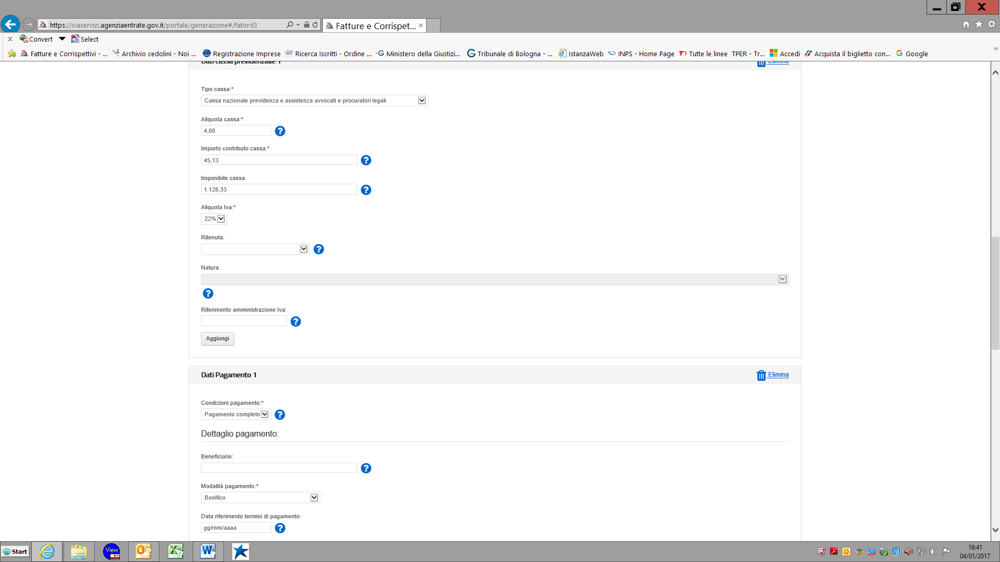 https://ivaservizi.agenziaentrate.gov.it/portale/generazione#/fatord3
Fatture e Corrispet...
Convert
Select
Fatture e Corrispettivi - ...
Archivio cedolini - Noi ...
Registrazione Imprese
Ricerca Iscritti - Ordine ...
Ministero della Giustizi...
Tribunale di Bologna - ...
IstanzaWeb
INPS - Home Page
Tutte le linee TPER - Tr...
Accedi
Acquista il biglietto con...
Google
Dati cassa previdenziale 1
Elimina
Tipo cassa:*
Cassa nazionale previdenza e assistenza avvocati e procuratori legali
Aliquota cassa:*
4,00
Importo contributo cassa:*
45,13
Imponibile cassa:
1.128,33
Aliquota Iva:*
22%
Ritenuta:
Natura:
Riferimento amministrazione Iva:
Aggiungi
Dati Pagamento 1
Elimina
Condizioni pagamento:*
Pagamento completo
Dettaglio pagamento:
Beneficiario:
Modalità pagamento:*
Bonifico
Data riferimento termini di pagamento:
gg/mm/aaaa
Start
View
N1
16:41
04/01/2017